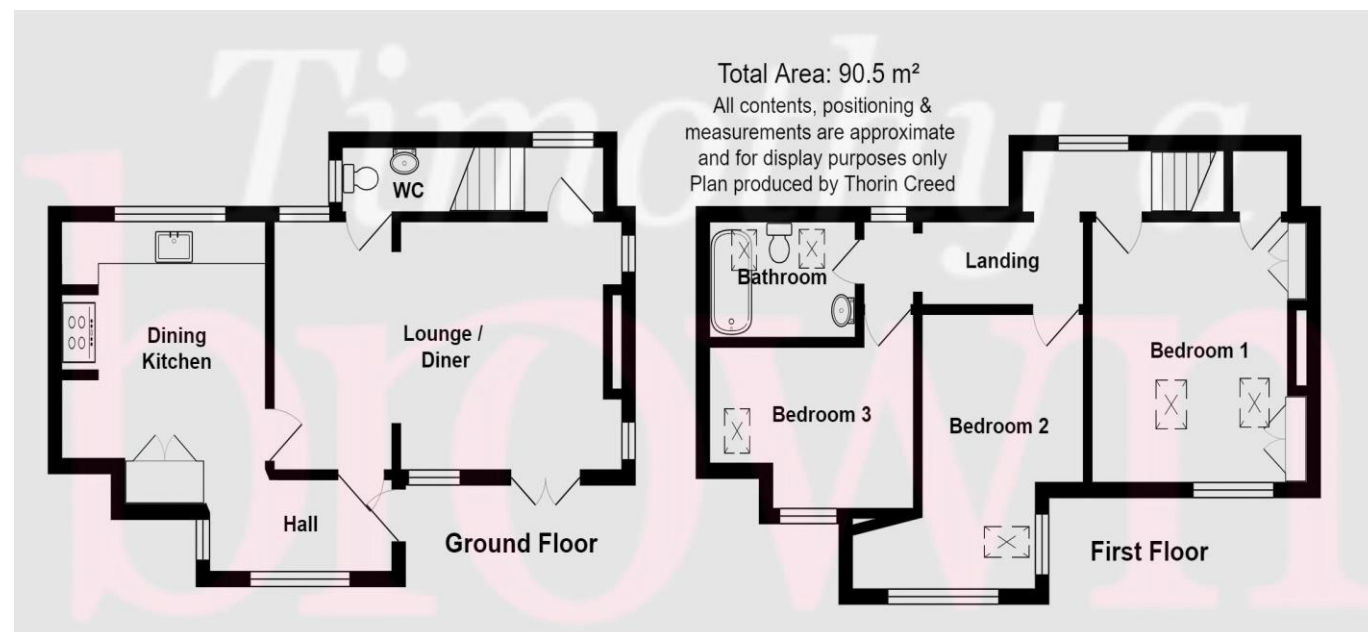 Timothy a
brown
Total Area: 90.5 m²
All contents, positioning &
measurements are approximate
and for display purposes only
Plan produced by Thorin Creed
WC
Dining
Kitchen
Lounge /
Diner
Hall
Ground Floor
Bathroom
Landing
Bedroom 1
Bedroom 3
Bedroom 2
First Floor